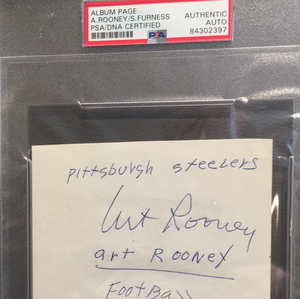 ALBUM PAGE
A.ROONEY/S.FURNESS
PSA/DNA CERTIFIED
AUTHENTIC
AUTO
PSA
84302397
pittsburgh steelers
Art Rooney
art ROONEY
FootBall